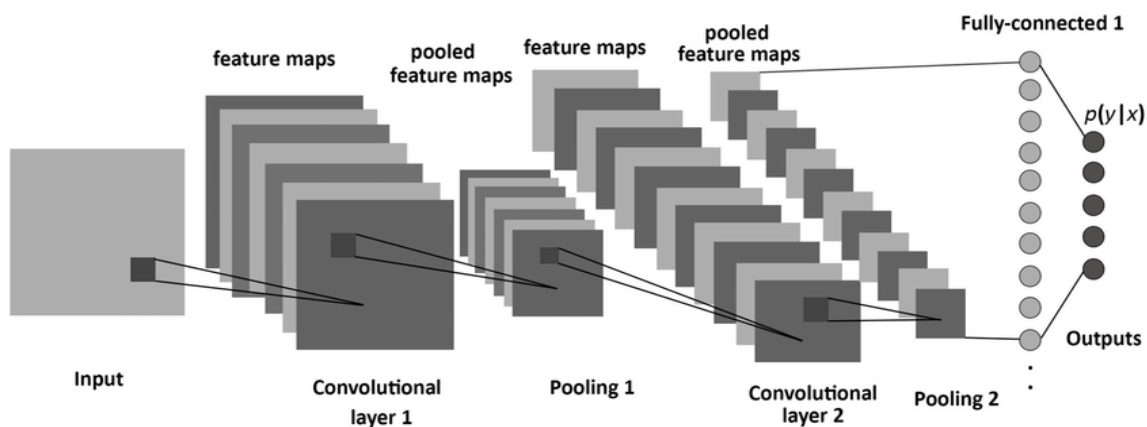 Fully-connected 1
feature maps
pooled
feature maps
feature maps
pooled
feature maps
p(y|x)
Input
Convolutional
layer 1
Pooling 1
Convolutional
layer 2
Pooling 2
Outputs